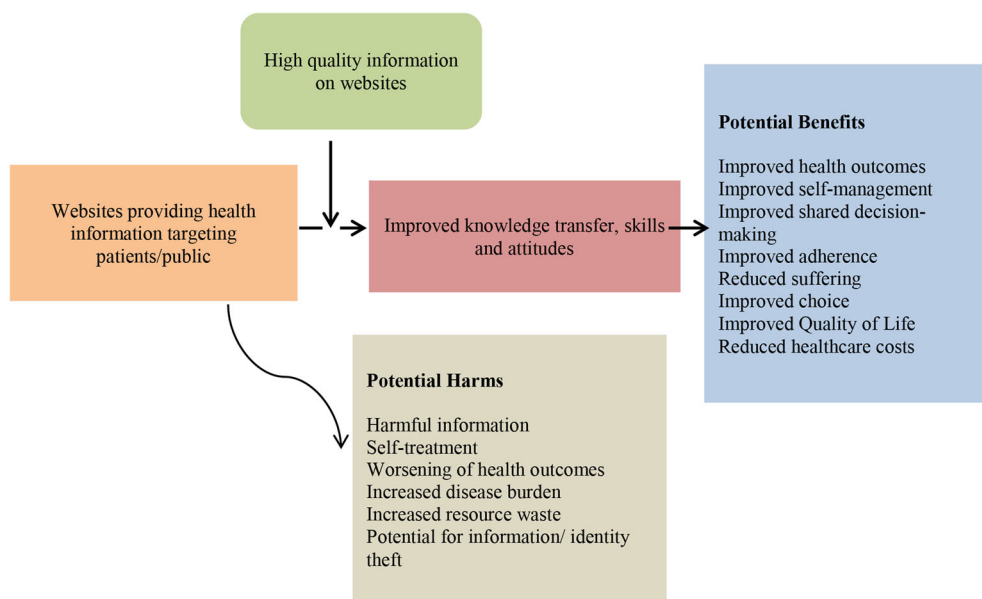 High quality information
on websites
Websites providing health
information targeting
patients/public
Improved knowledge transfer, skills
and attitudes
Potential Benefits
Improved health outcomes
Improved self-management
Improved shared decision-
making
Improved adherence
Reduced suffering
Improved choice
Improved Quality of Life
Reduced healthcare costs
Potential Harms
Harmful information
Self-treatment
Worsening of health outcomes
Increased disease burden
Increased resource waste
Potential for information/ identity
theft